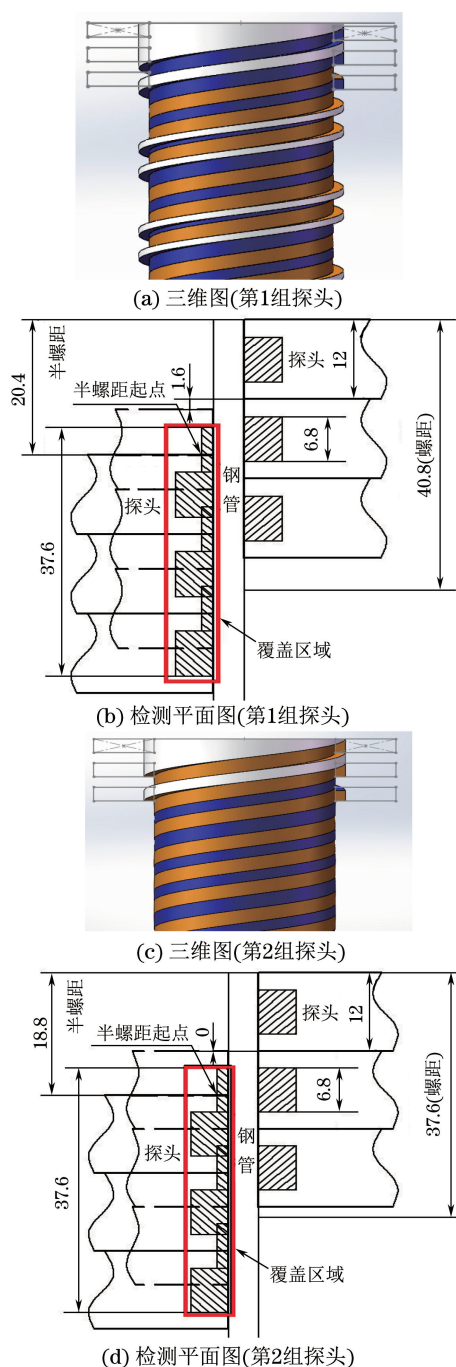 (a) 三维图(第1组探头)
20.4
半螺距
1.6
半螺距起点
探头
12
6.8
40.8(螺距)
37.6
探头
钢管
覆盖区域
(b) 检测平面图(第1组探头)
(c) 三维图(第2组探头)
18.8
半螺距
0
半螺距起点
探头
12
6.8
37.6(螺距)
37.6
探头
钢管
覆盖区域
(d) 检测平面图(第2组探头)